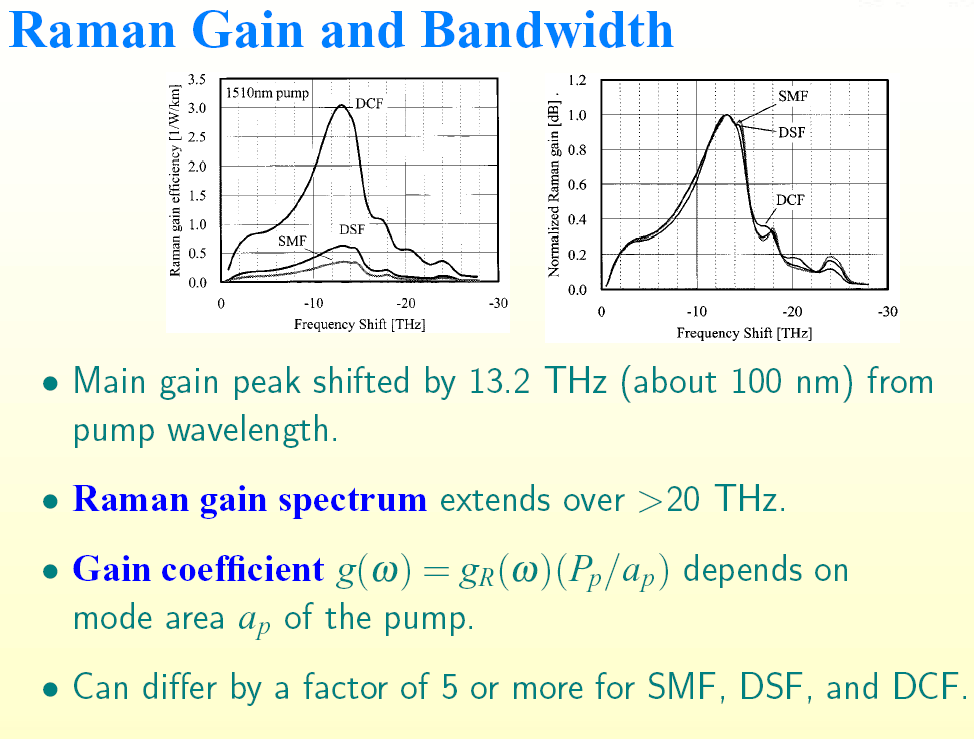 Raman Gain and Bandwidth
3.5
3.0
2.5
2.0
1.5
1.0
0.5
0.0
Raman gain efficiency [1/W/km]
1510nm pump
DCF
DSF
SMF
0 -10 -20 -30
Frequency Shift [THz]
1.2
1.0
0.8
0.6
0.4
0.2
0.0
Normalized Raman gain [dB] .
SMF
DSF
DCF
0 -10 -20 -30
Frequency Shift [THz]
• Main gain peak shifted by 13.2 THz (about 100 nm) from
pump wavelength.
• Raman gain spectrum extends over >20 THz.
• Gain coefficient g(ω) = g_R(ω)(P_p/a_p) depends on
mode area a_p of the pump.
• Can differ by a factor of 5 or more for SMF, DSF, and DCF.